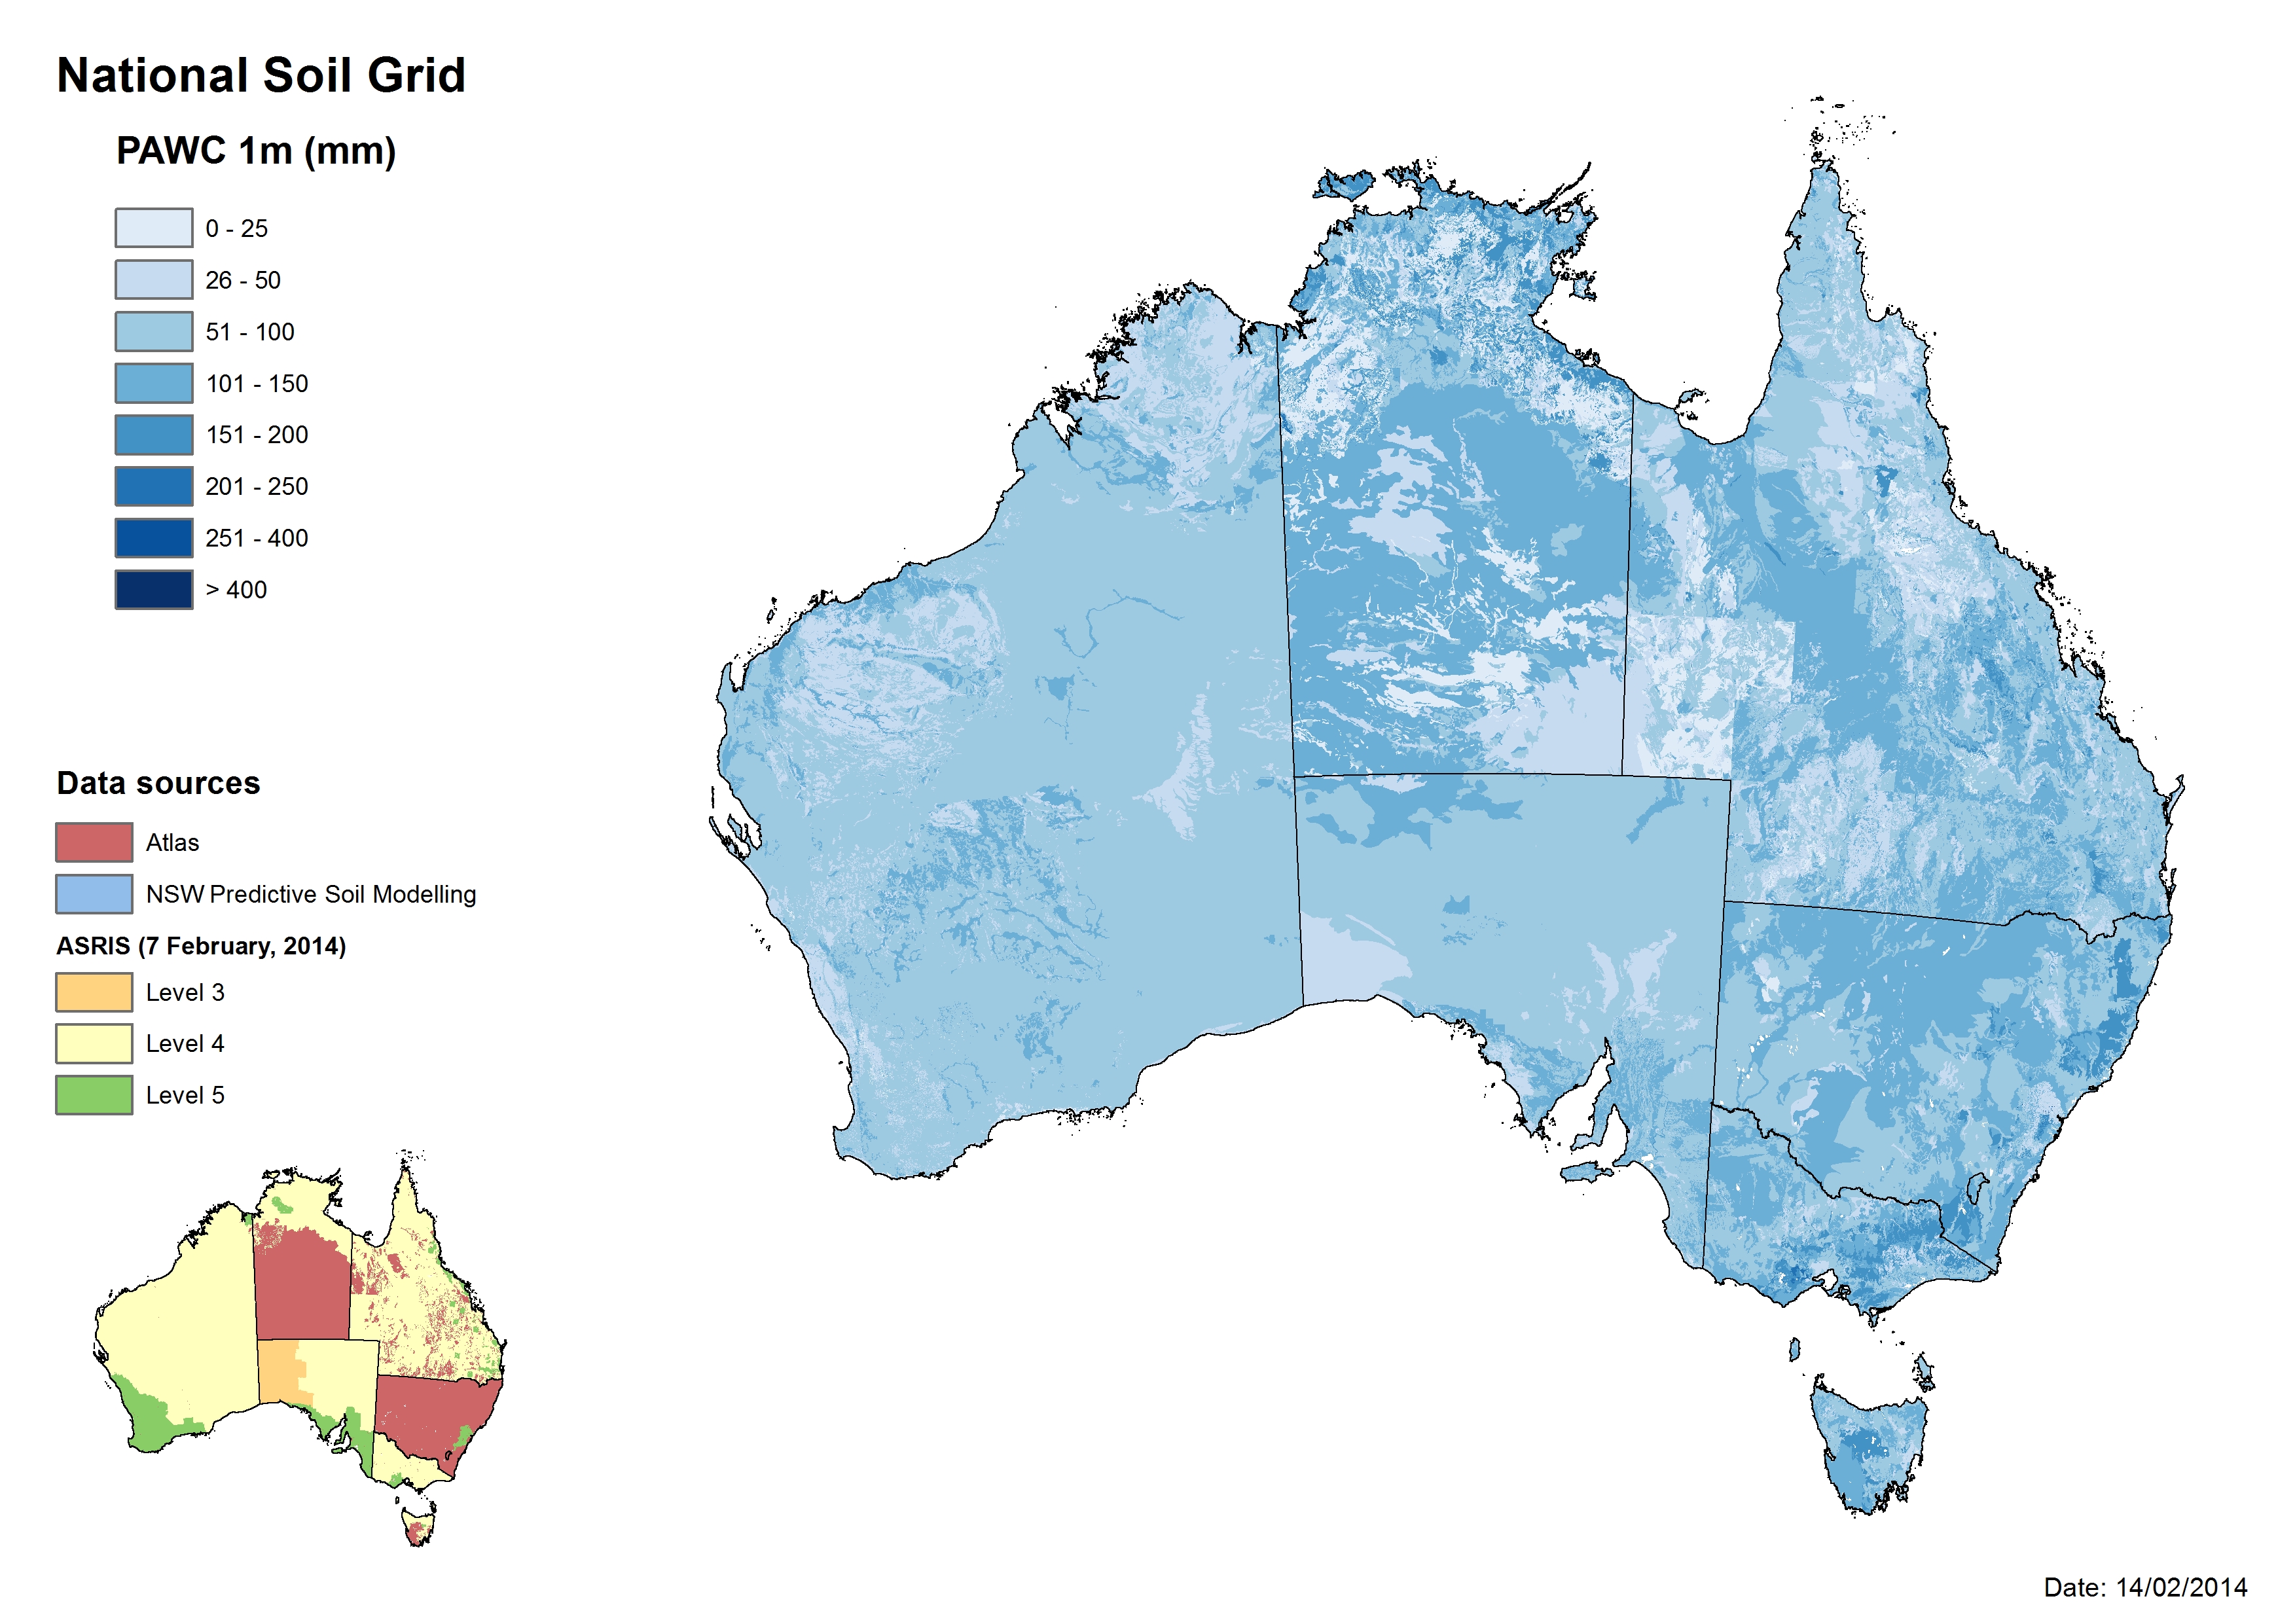 National Soil Grid
PAWC 1m (mm)
0 - 25
26 - 50
51 - 100
101 - 150
151 - 200
201 - 250
251 - 400
> 400
Data sources
Atlas
NSW Predictive Soil Modelling
ASRIS (7 February, 2014)
Level 3
Level 4
Level 5
Date: 14/02/2014